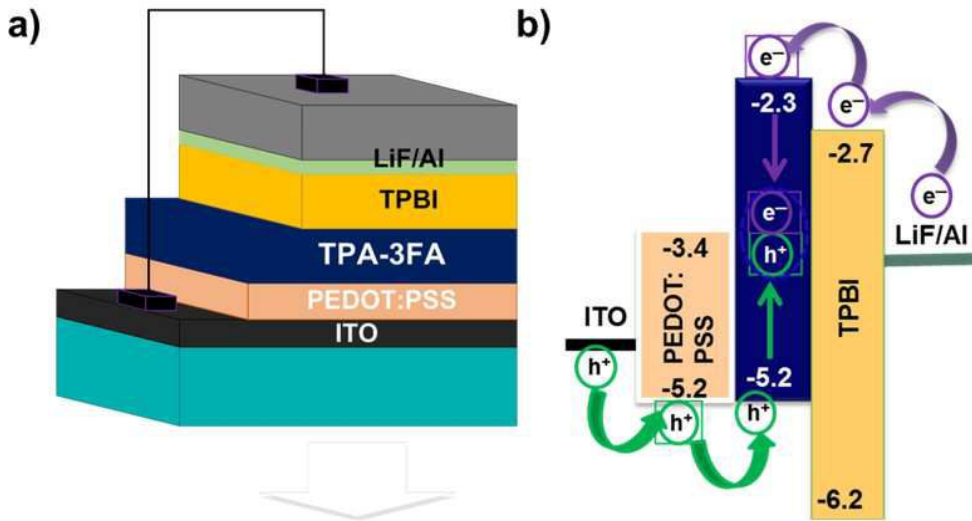 a)
LiF/Al
TPBI
TPA-3FA
PEDOT:PSS
ITO
b)
e⁻
-2.3
e⁻
-2.7
e⁻
e⁻
LiF/Al
-3.4
h⁺
ITO
PEDOT:
PSS
TPBI
h⁺
-5.2
-5.2
h⁺
h⁺
-6.2